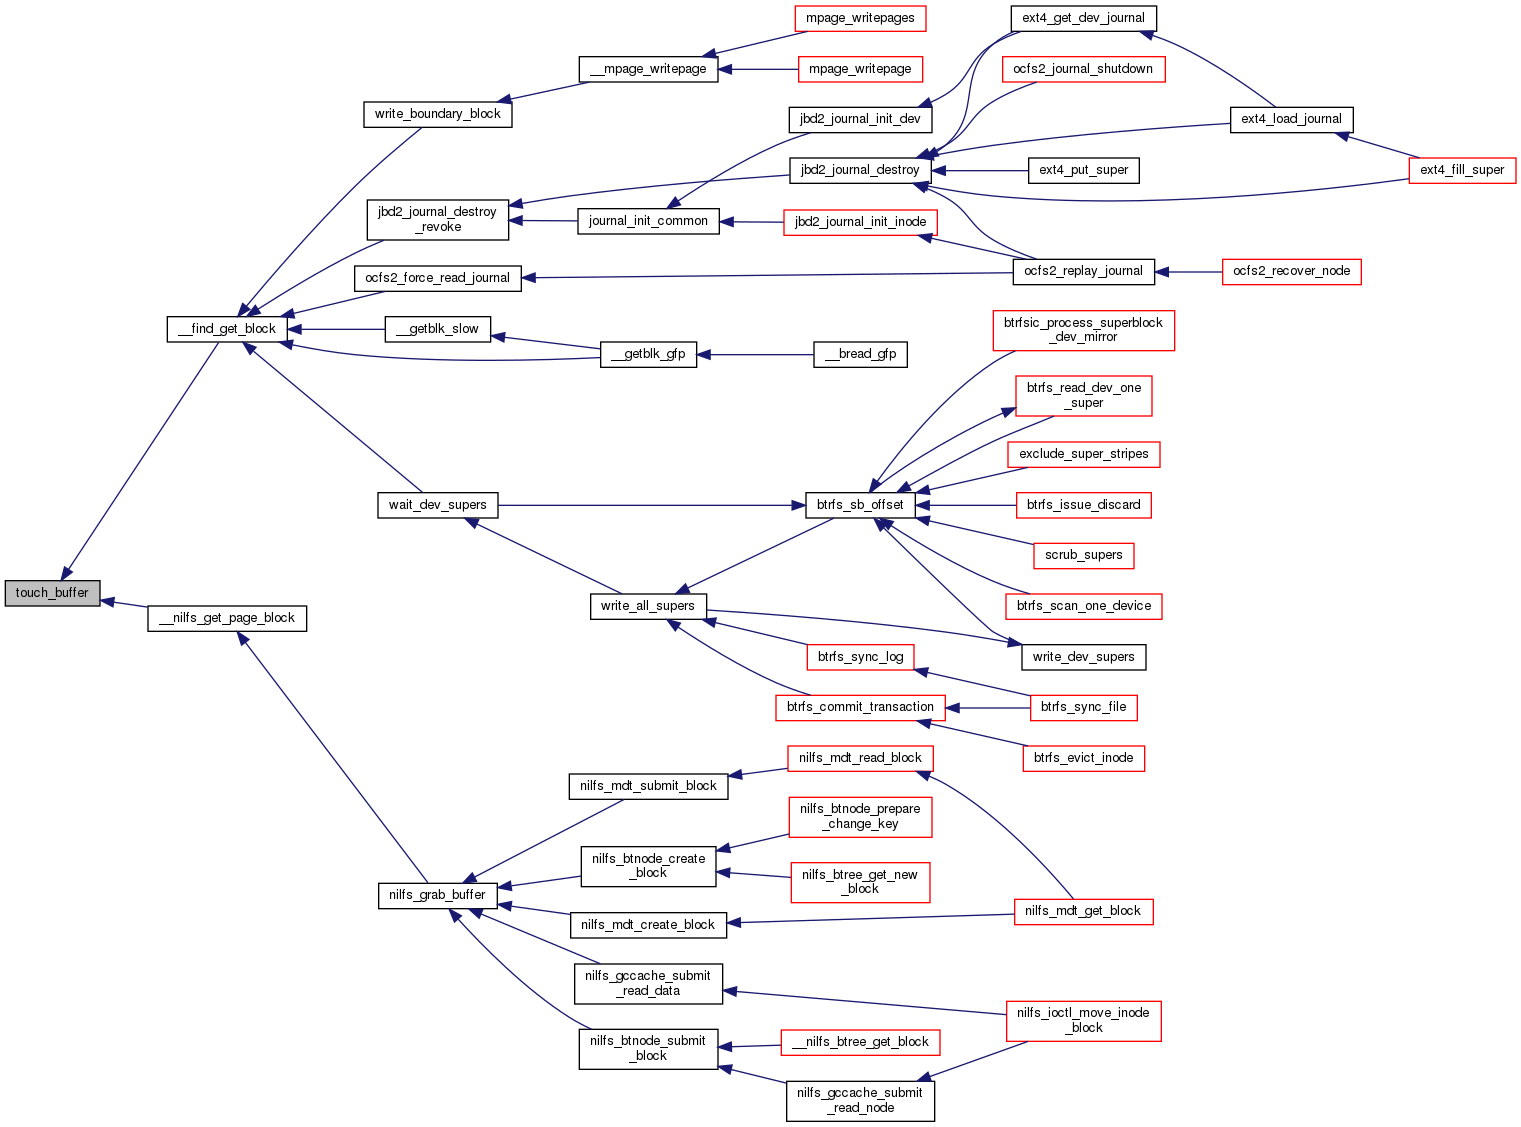 mpage_writepages
ext4_get_dev_journal
__mpage_writepage
mpage_writepage
ocfs2_journal_shutdown
write_boundary_block
jbd2_journal_init_dev
ext4_load_journal
jbd2_journal_destroy
ext4_put_super
ext4_fill_super
jbd2_journal_destroy
_revoke
journal_init_common
jbd2_journal_init_inode
ocfs2_force_read_journal
ocfs2_replay_journal
ocfs2_recover_node
__find_get_block
__getblk_slow
btrfsic_process_superblock
_dev_mirror
__getblk_gfp
__bread_gfp
btrfs_read_dev_one
_super
exclude_super_stripes
wait_dev_supers
btrfs_sb_offset
btrfs_issue_discard
scrub_supers
touch_buffer
write_all_supers
btrfs_scan_one_device
__nilfs_get_page_block
btrfs_sync_log
write_dev_supers
btrfs_commit_transaction
btrfs_sync_file
btrfs_evict_inode
nilfs_mdt_submit_block
nilfs_mdt_read_block
nilfs_btnode_prepare
_change_key
nilfs_btnode_create
_block
nilfs_btree_get_new
_block
nilfs_grab_buffer
nilfs_mdt_create_block
nilfs_mdt_get_block
nilfs_gccache_submit
_read_data
nilfs_ioctl_move_inode
_block
nilfs_btnode_submit
_block
__nilfs_btree_get_block
nilfs_gccache_submit
_read_node